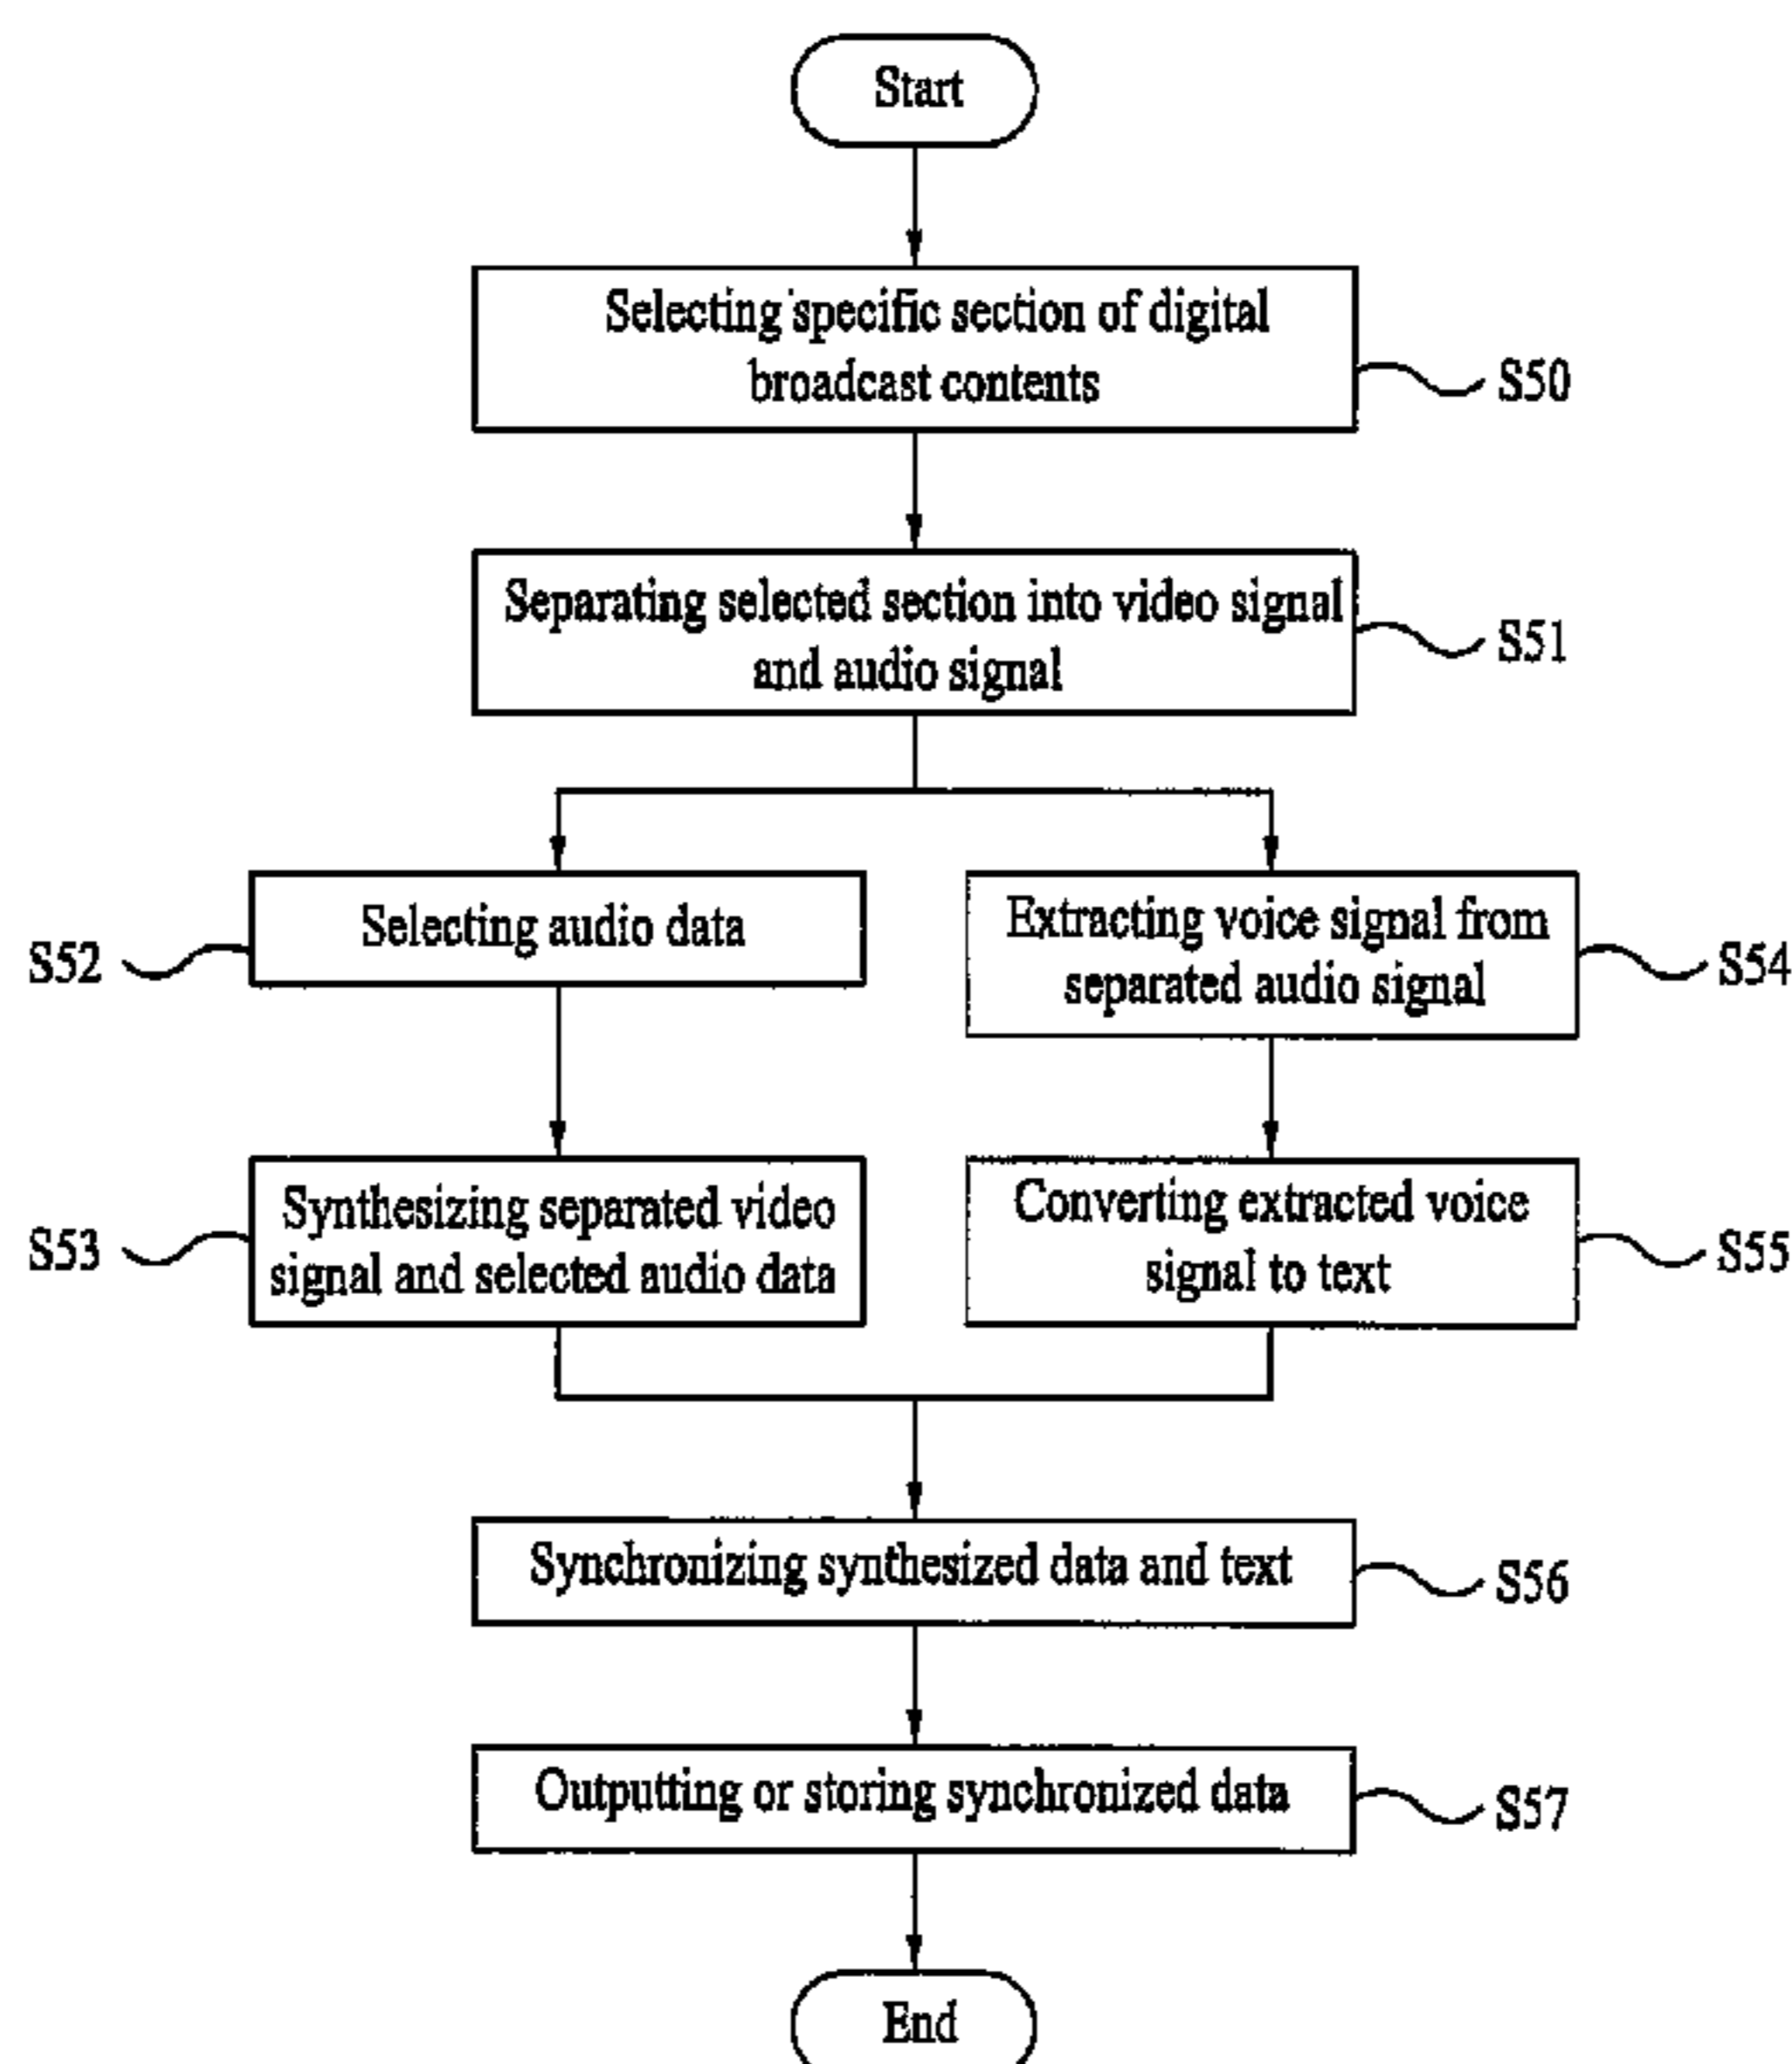 Start
Selecting specific section of digital
broadcast contents
S50
Separating selected section into video signal
and audio signal
S51
Selecting audio data
S52
Extracting voice signal from
separated audio signal
S54
Synthesizing separated video
signal and selected audio data
S53
Converting extracted voice
signal to text
S55
Synchronizing synthesized data and text
S56
Outputting or storing synchronized data
S57
End